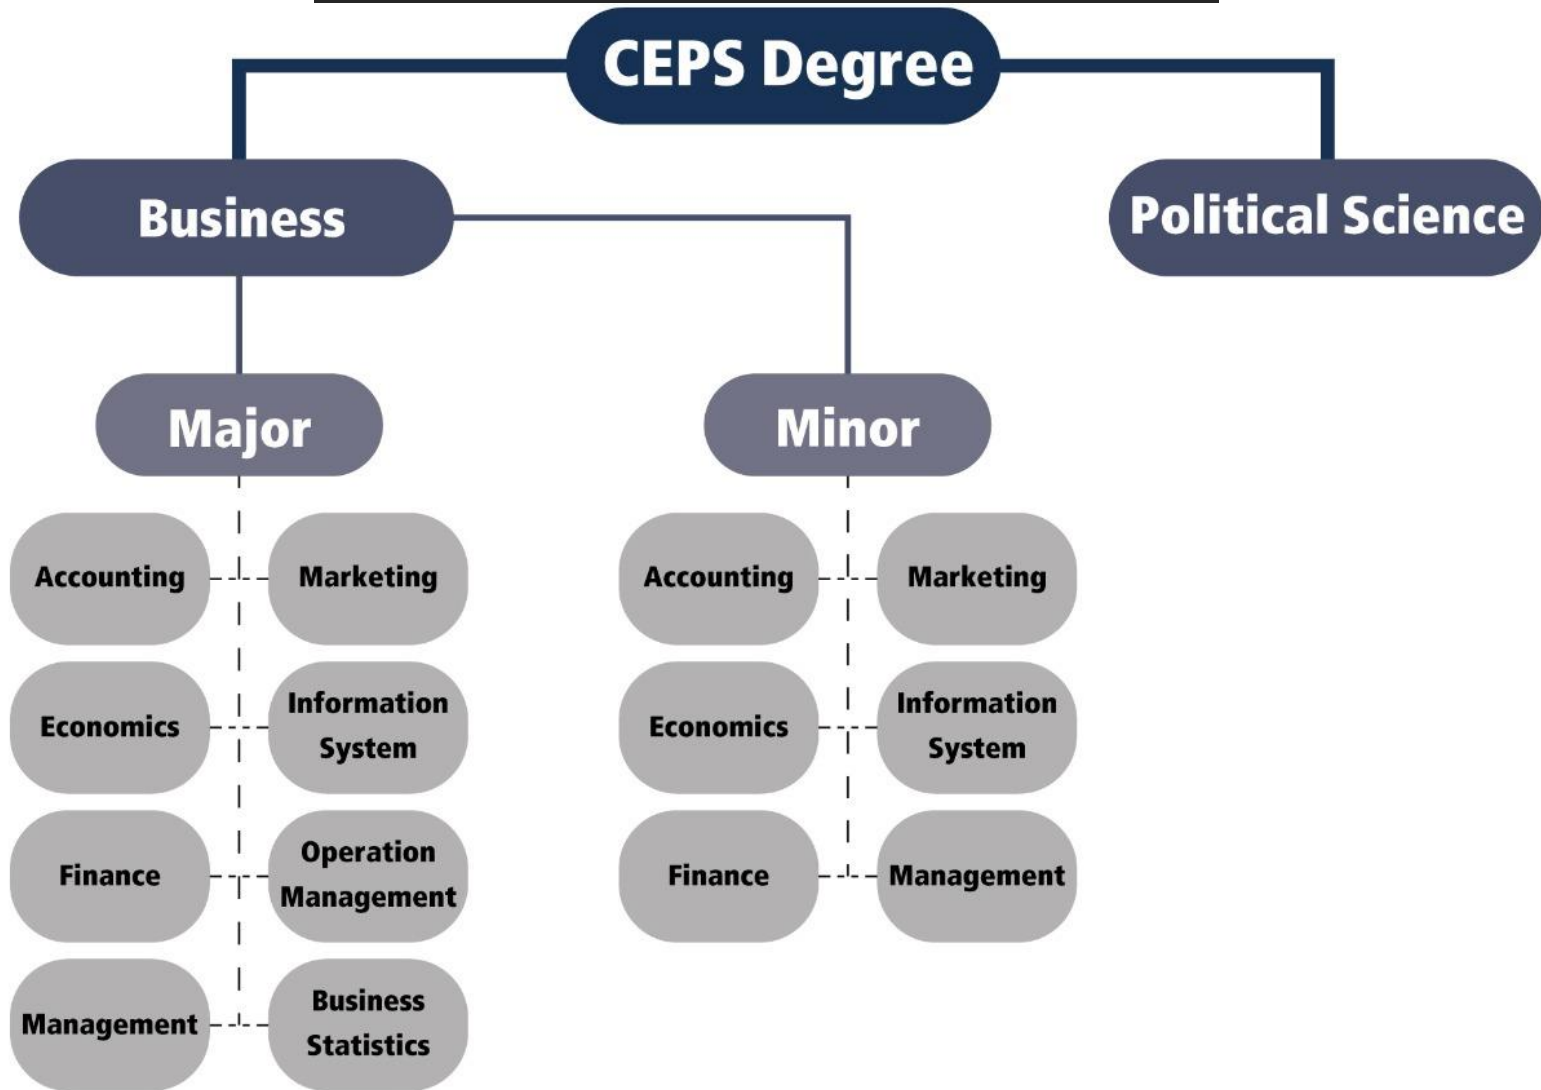 CEPS Degree
Business
Political Science
Major
Minor
Accounting
Marketing
Economics
Information
System
Finance
Operation
Management
Management
Business
Statistics
Accounting
Marketing
Economics
Information
System
Finance
Management